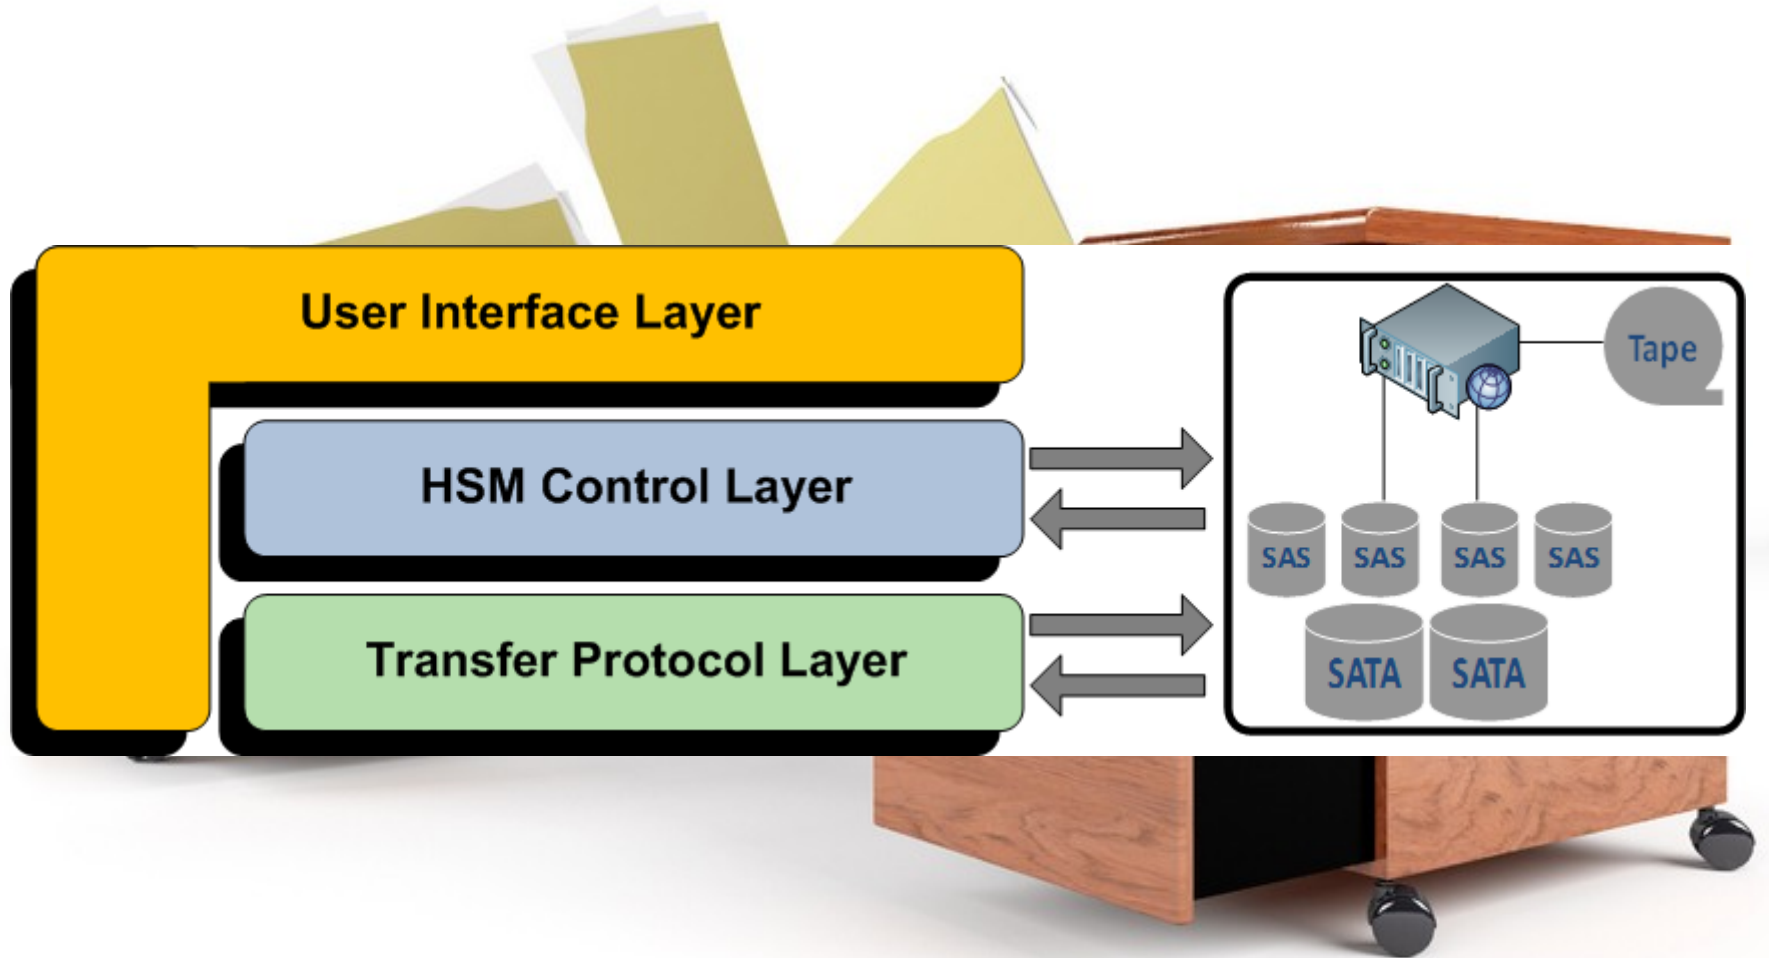 User Interface Layer
HSM Control Layer
Transfer Protocol Layer
Tape
SAS SAS SAS SAS
SATA SATA